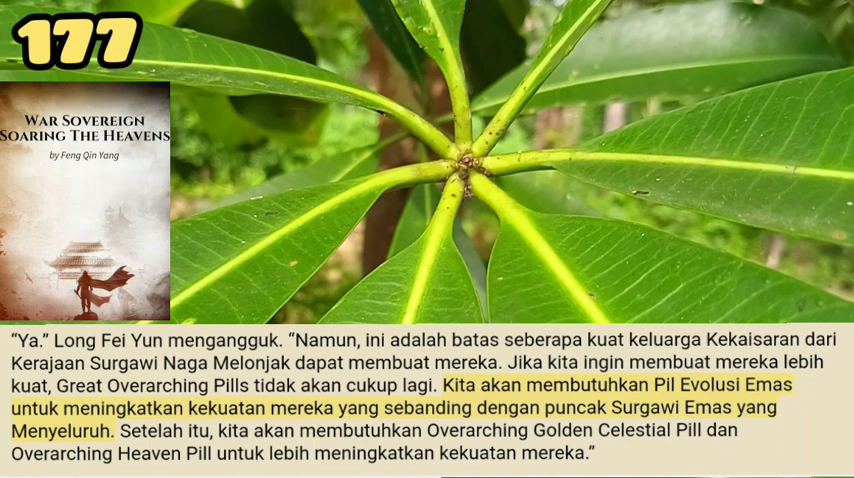 177
WAR SOVEREIGN
SOARING THE HEAVENS
by Feng Qin Yang
“Ya.” Long Fei Yun mengangguk. “Namun, ini adalah batas seberapa kuat keluarga Kekaisaran dari
Kerajaan Surgawi Naga Melonjak dapat membuat mereka. Jika kita ingin membuat mereka lebih
kuat, Great Overarching Pills tidak akan cukup lagi. Kita akan membutuhkan Pil Evolusi Emas
untuk meningkatkan kekuatan mereka yang sebanding dengan puncak Surgawi Emas yang
Menyeluruh. Setelah itu, kita akan membutuhkan Overarching Golden Celestial Pill dan
Overarching Heaven Pill untuk lebih meningkatkan kekuatan mereka.”